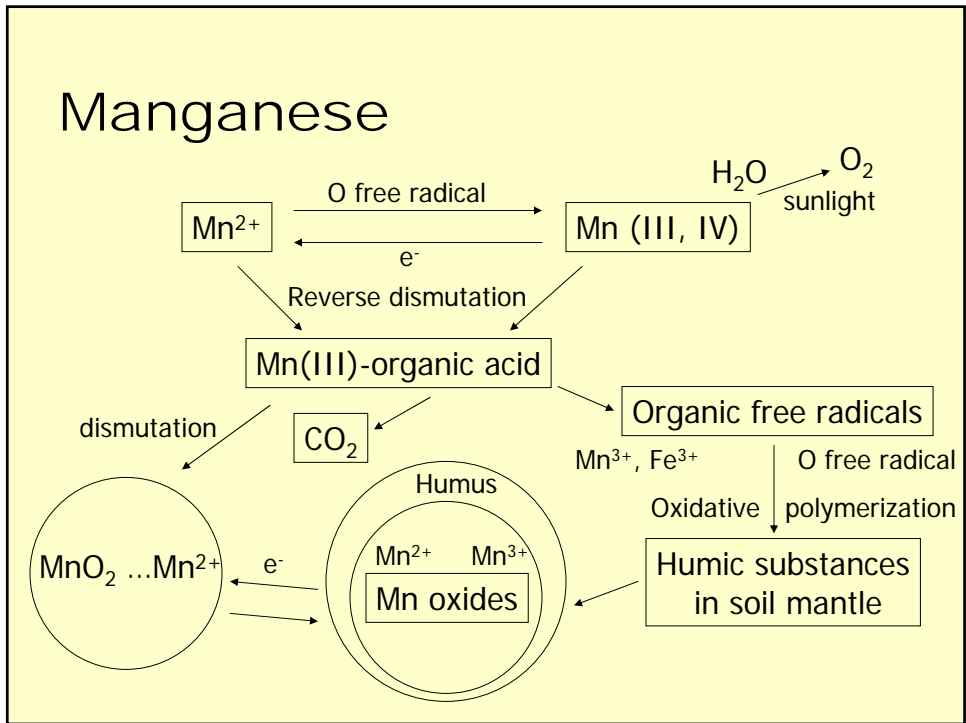 Manganese
H₂O
O₂
sunlight
O free radical
Mn²⁺
Mn (III, IV)
e⁻
Reverse dismutation
Mn(III)-organic acid
dismutation
CO₂
Organic free radicals
Mn³⁺, Fe³⁺
O free radical
Oxidative
polymerization
Humus
MnO₂ ...Mn²⁺
e⁻
Mn²⁺
Mn³⁺
Mn oxides
Humic substances
in soil mantle